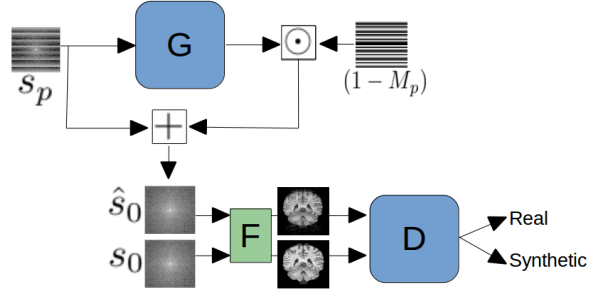 G
⊙
s_p
(1 − M_p)
+
ŝ_0
F
D
Real
s_0
Synthetic